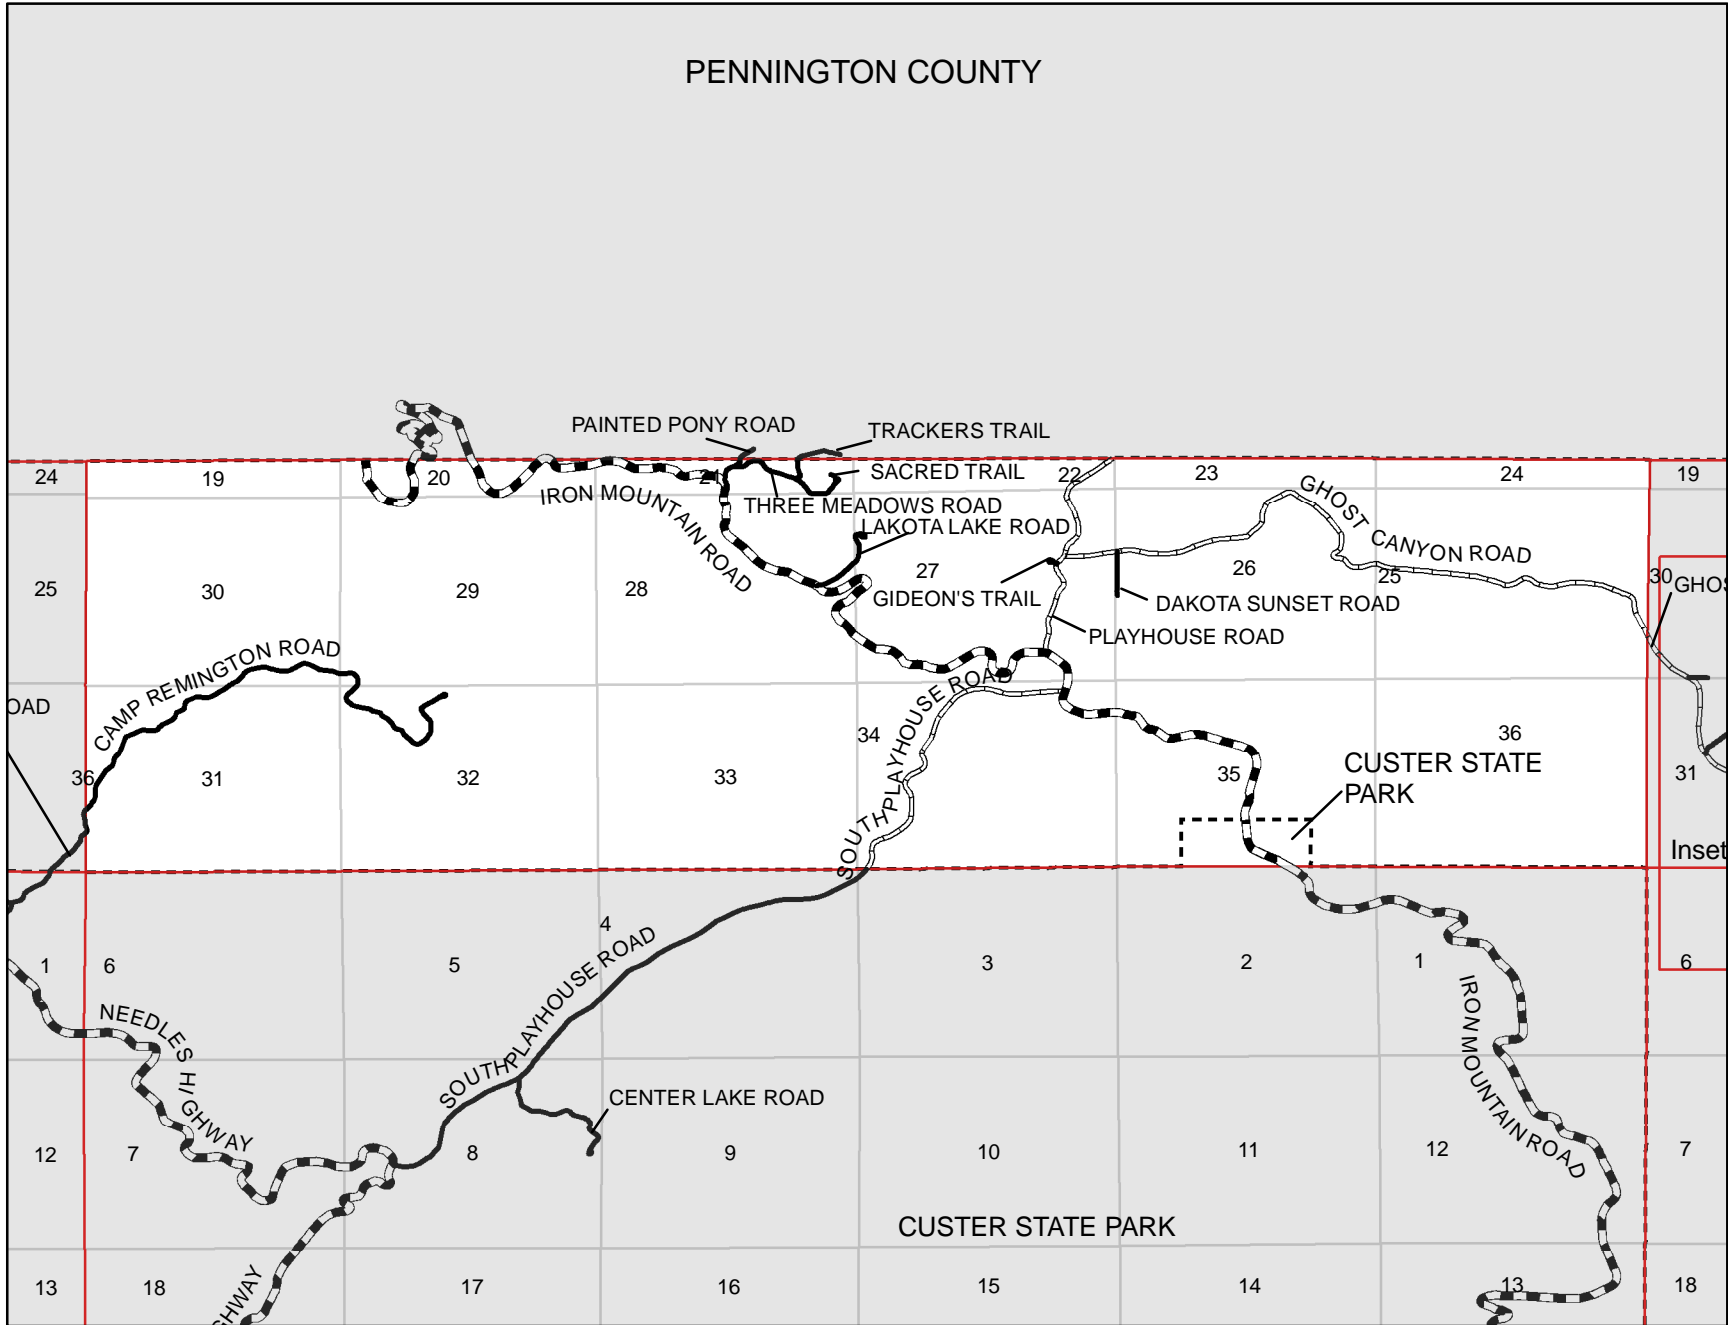 PENNINGTON COUNTY
PAINTED PONY ROAD
TRACKERS TRAIL
24
19
20
21
SACRED TRAIL
22
23
24
19
IRON MOUNTAIN ROAD
THREE MEADOWS ROAD
LAKOTA LAKE ROAD
GHOST CANYON ROAD
25
30
29
28
27
26
25
30
GHOS
GIDEON'S TRAIL
DAKOTA SUNSET ROAD
PLAYHOUSE ROAD
CAMP REMINGTON ROAD
OAD
36
31
32
33
34
SOUTH PLAYHOUSE ROAD
35
36
CUSTER STATE
PARK
31
Inset
1
6
5
4
3
2
1
6
SOUTH PLAYHOUSE ROAD
NEEDLES HIGHWAY
IRON MOUNTAIN ROAD
CENTER LAKE ROAD
12
7
8
9
10
11
12
7
CUSTER STATE PARK
13
18
17
16
15
14
13
18
GHWAY